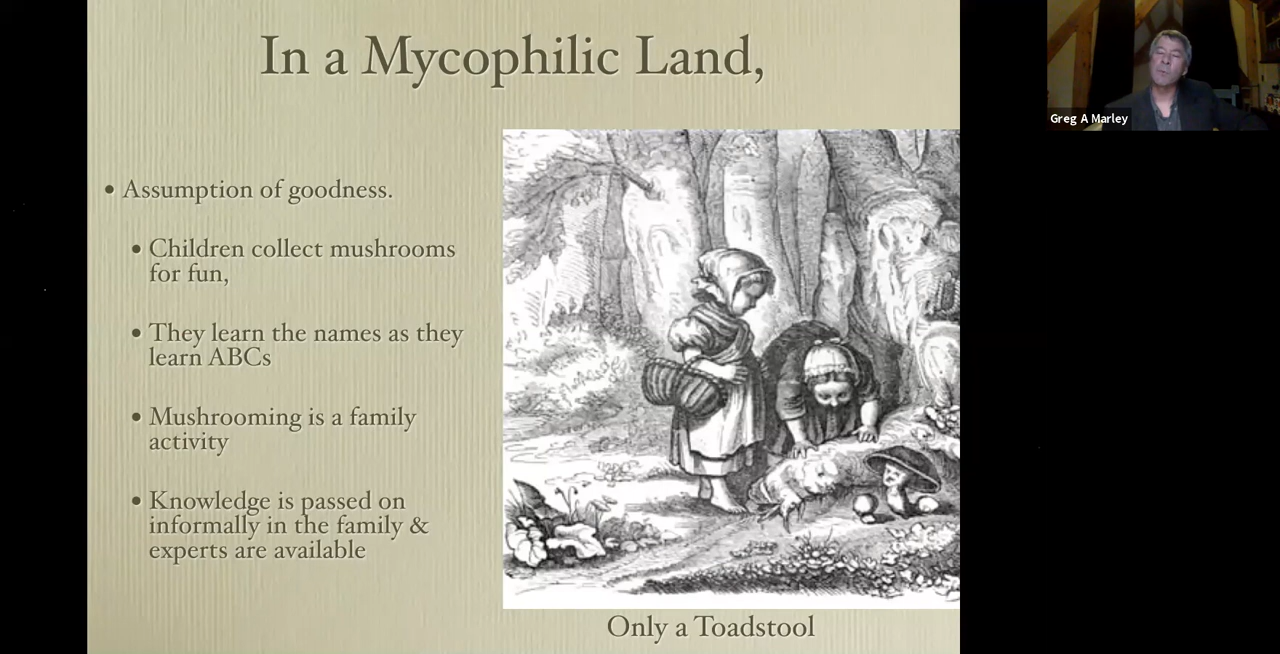 In a Mycophilic Land,
• Assumption of goodness.
• Children collect mushrooms
for fun,
• They learn the names as they
learn ABCs
• Mushrooming is a family
activity
• Knowledge is passed on
informally in the family &
experts are available
Only a Toadstool
Greg A Marley